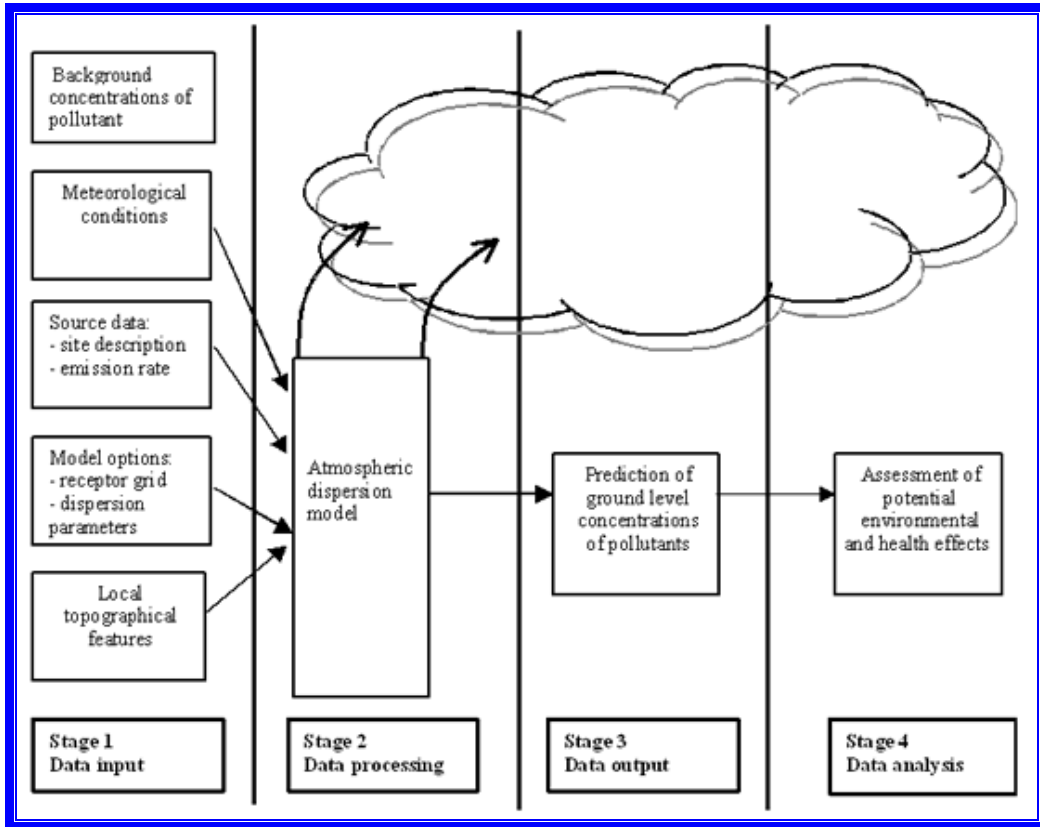 Background
concentrations of
pollutant
Meteorological
conditions
Source data:
- site description
- emission rate
Model options:
- receptor grid
- dispersion
parameters
Local
topographical
features
Atmospheric
dispersion
model
Prediction of
ground level
concentrations
of pollutants
Assessment of
potential
environmental
and health effects
Stage 1
Data input
Stage 2
Data processing
Stage 3
Data output
Stage 4
Data analysis